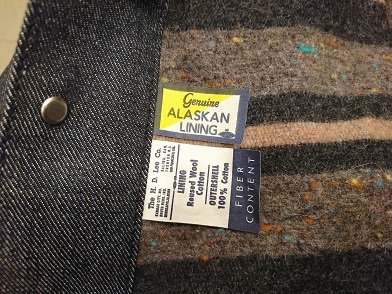 Genuine
ALASKAN
LINING
The H. D. Lee Co.
LINING
Reused Wool
Cotton
OUTERSHELL
100% Cotton
FIBER
CONTENT